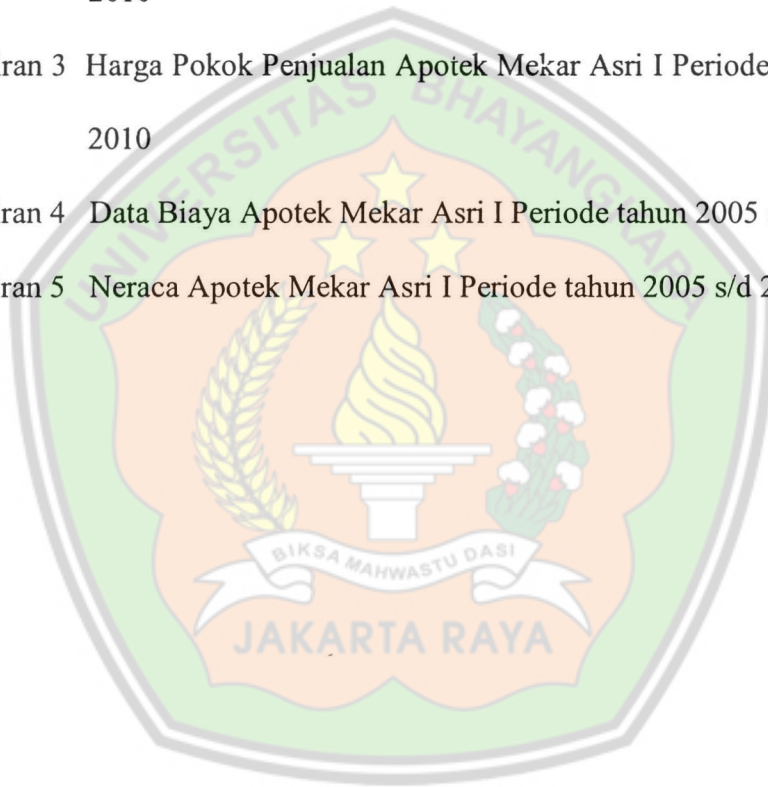 2010
ran 3 Harga Pokok Penjualan Apotek Mekar Asri I Periode
2010
ran 4 Data Biaya Apotek Mekar Asri I Periode tahun 2005
ran 5 Neraca Apotek Mekar Asri I Periode tahun 2005 s/d 2
UNIVERSITAS BHAYANGKARA
BIKSA MAHWASTU DASI
JAKARTA RAYA